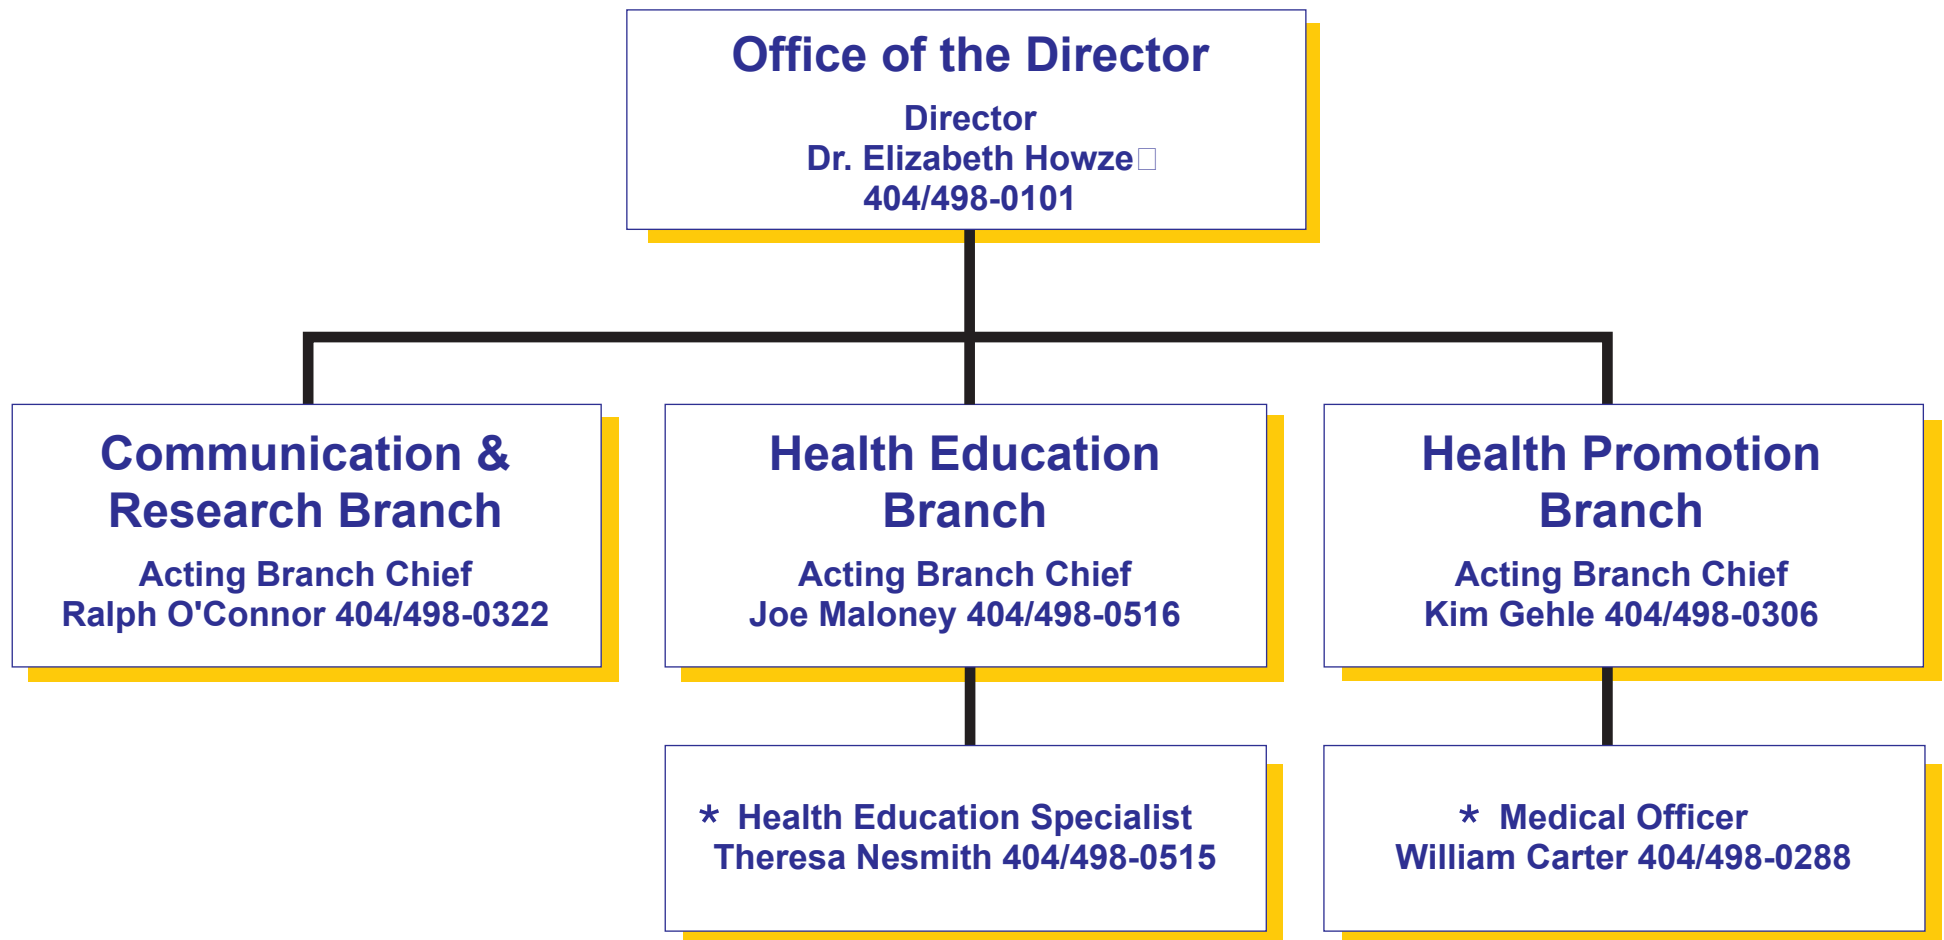 Office of the Director
Director
Dr. Elizabeth Howze
404/498-0101
Communication &
Research Branch
Acting Branch Chief
Ralph O'Connor 404/498-0322
Health Education
Branch
Acting Branch Chief
Joe Maloney 404/498-0516
Health Promotion
Branch
Acting Branch Chief
Kim Gehle 404/498-0306
* Health Education Specialist
Theresa Nesmith 404/498-0515
* Medical Officer
William Carter 404/498-0288